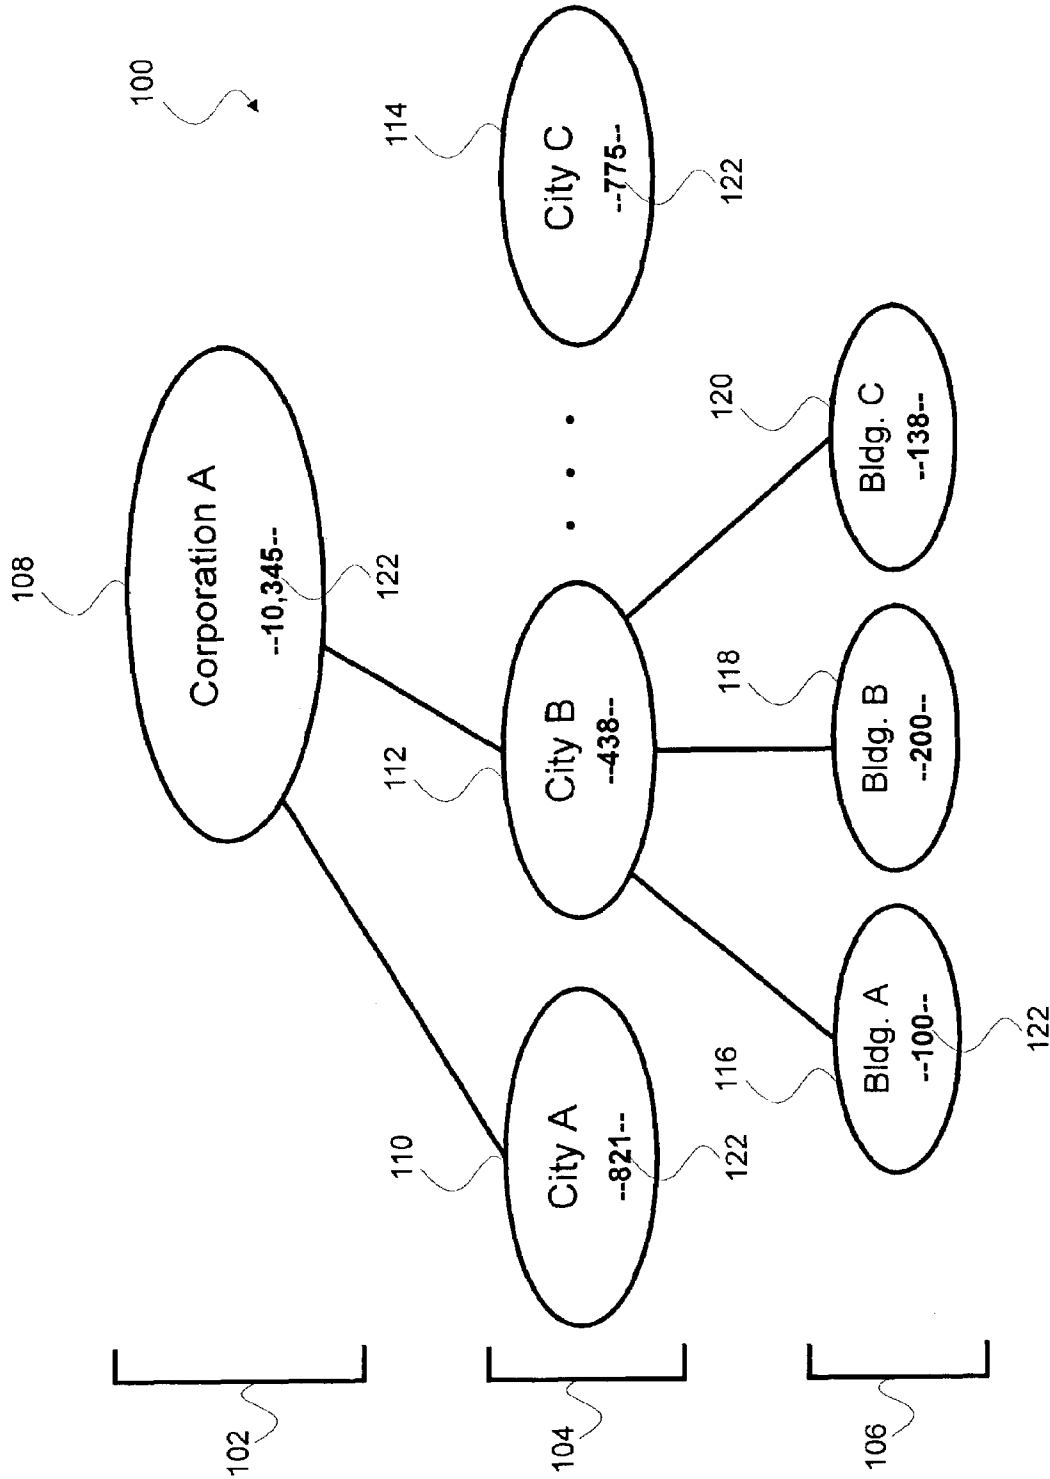 100
108
Corporation A
--10,345--
122
102
110
112
114
City A
--821--
122
City B
--438--
. . .
City C
--775--
122
104
116
118
120
Bldg. A
--100--
122
Bldg. B
--200--
Bldg. C
--138--
106